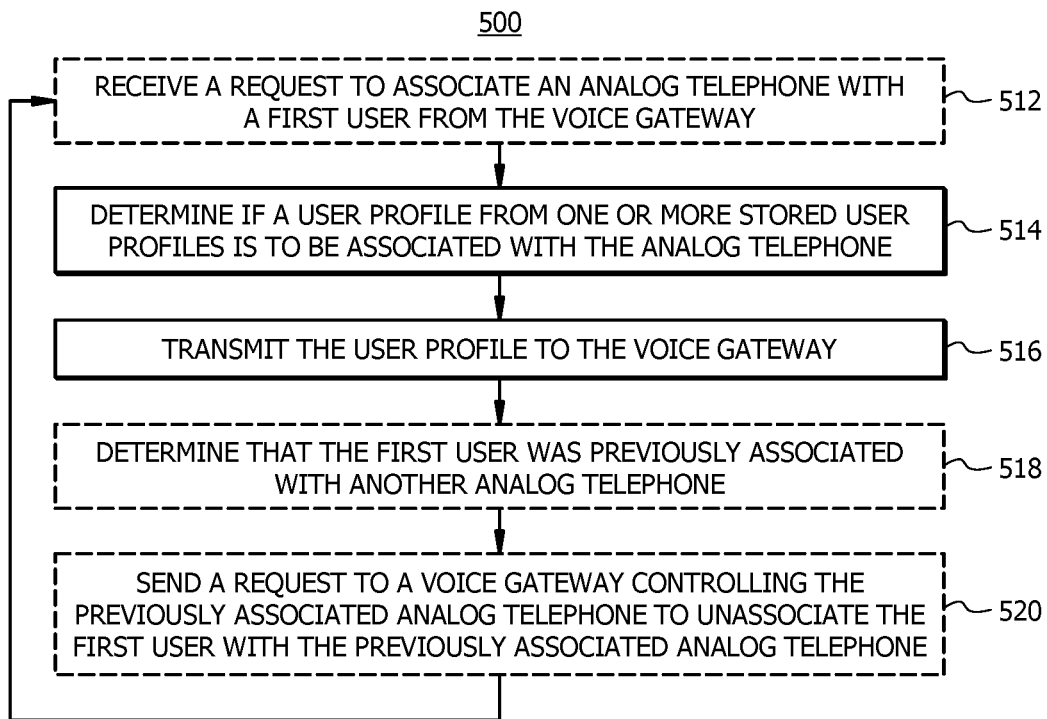 500
RECEIVE A REQUEST TO ASSOCIATE AN ANALOG TELEPHONE WITH
A FIRST USER FROM THE VOICE GATEWAY
512
DETERMINE IF A USER PROFILE FROM ONE OR MORE STORED USER
PROFILES IS TO BE ASSOCIATED WITH THE ANALOG TELEPHONE
514
TRANSMIT THE USER PROFILE TO THE VOICE GATEWAY
516
DETERMINE THAT THE FIRST USER WAS PREVIOUSLY ASSOCIATED
WITH ANOTHER ANALOG TELEPHONE
518
SEND A REQUEST TO A VOICE GATEWAY CONTROLLING THE
PREVIOUSLY ASSOCIATED ANALOG TELEPHONE TO UNASSOCIATE THE
FIRST USER WITH THE PREVIOUSLY ASSOCIATED ANALOG TELEPHONE
520